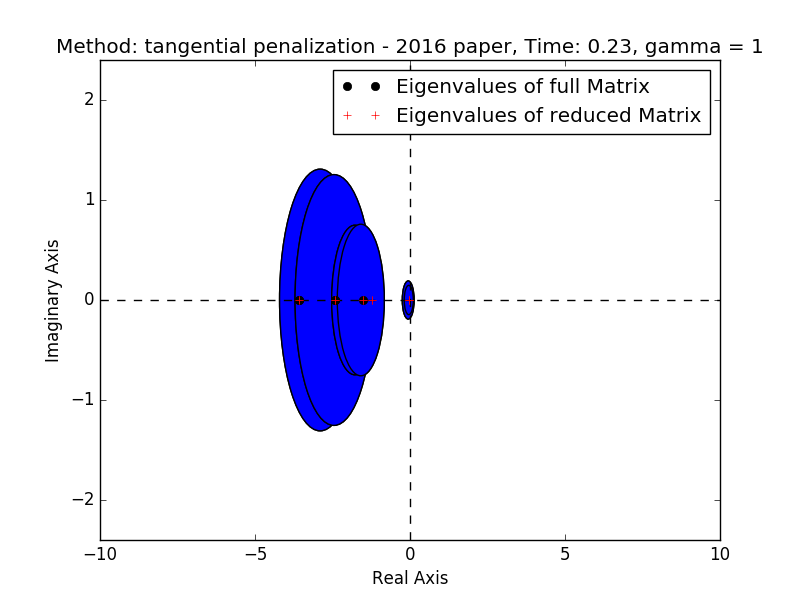 Method: tangential penalization - 2016 paper, Time: 0.23, gamma = 1
Eigenvalues of full Matrix
Eigenvalues of reduced Matrix
2
1
0
−1
−2
Imaginary Axis
−10
−5
0
5
10
Real Axis